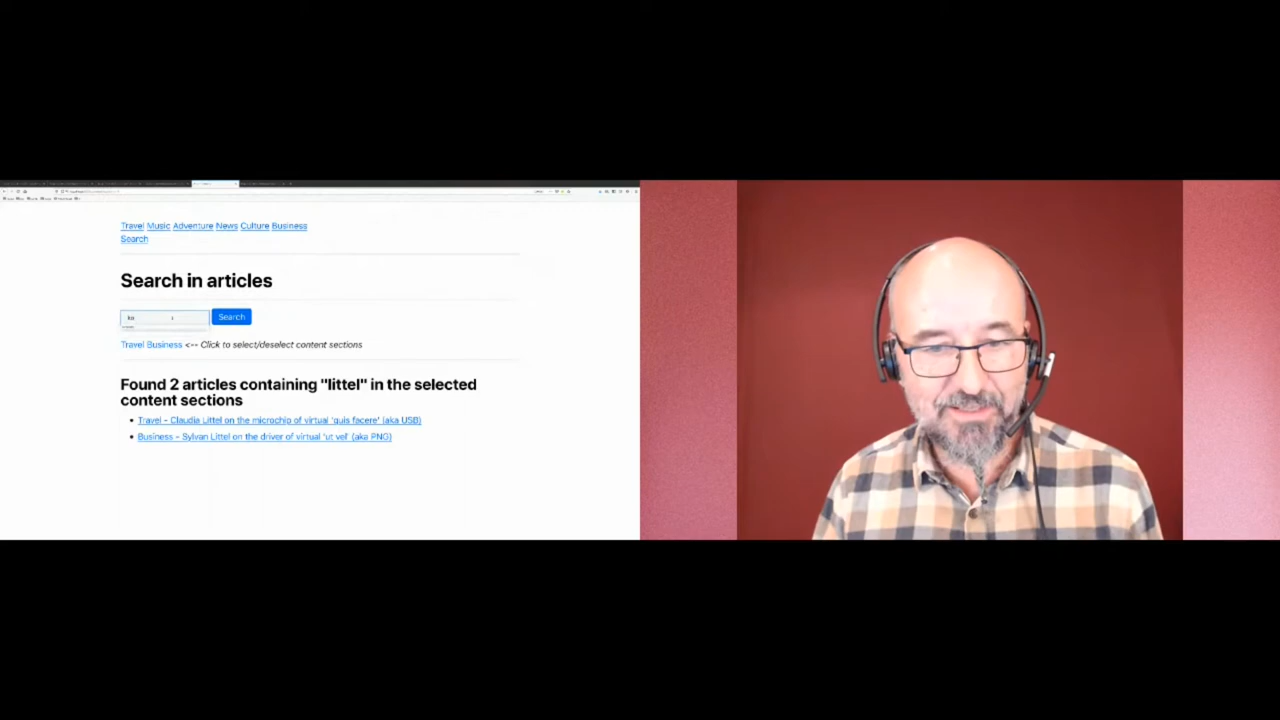 Travel Music Adventure News Culture Business
Search
Search in articles
Search
Travel Business <-- Click to select/deselect content sections
Found 2 articles containing "littel" in the selected
content sections
Travel - Claudia Littel on the microchip of virtual 'quis facere' (aka USB)
Business - Sylvan Littel on the driver of virtual 'ut vel' (aka PNG)